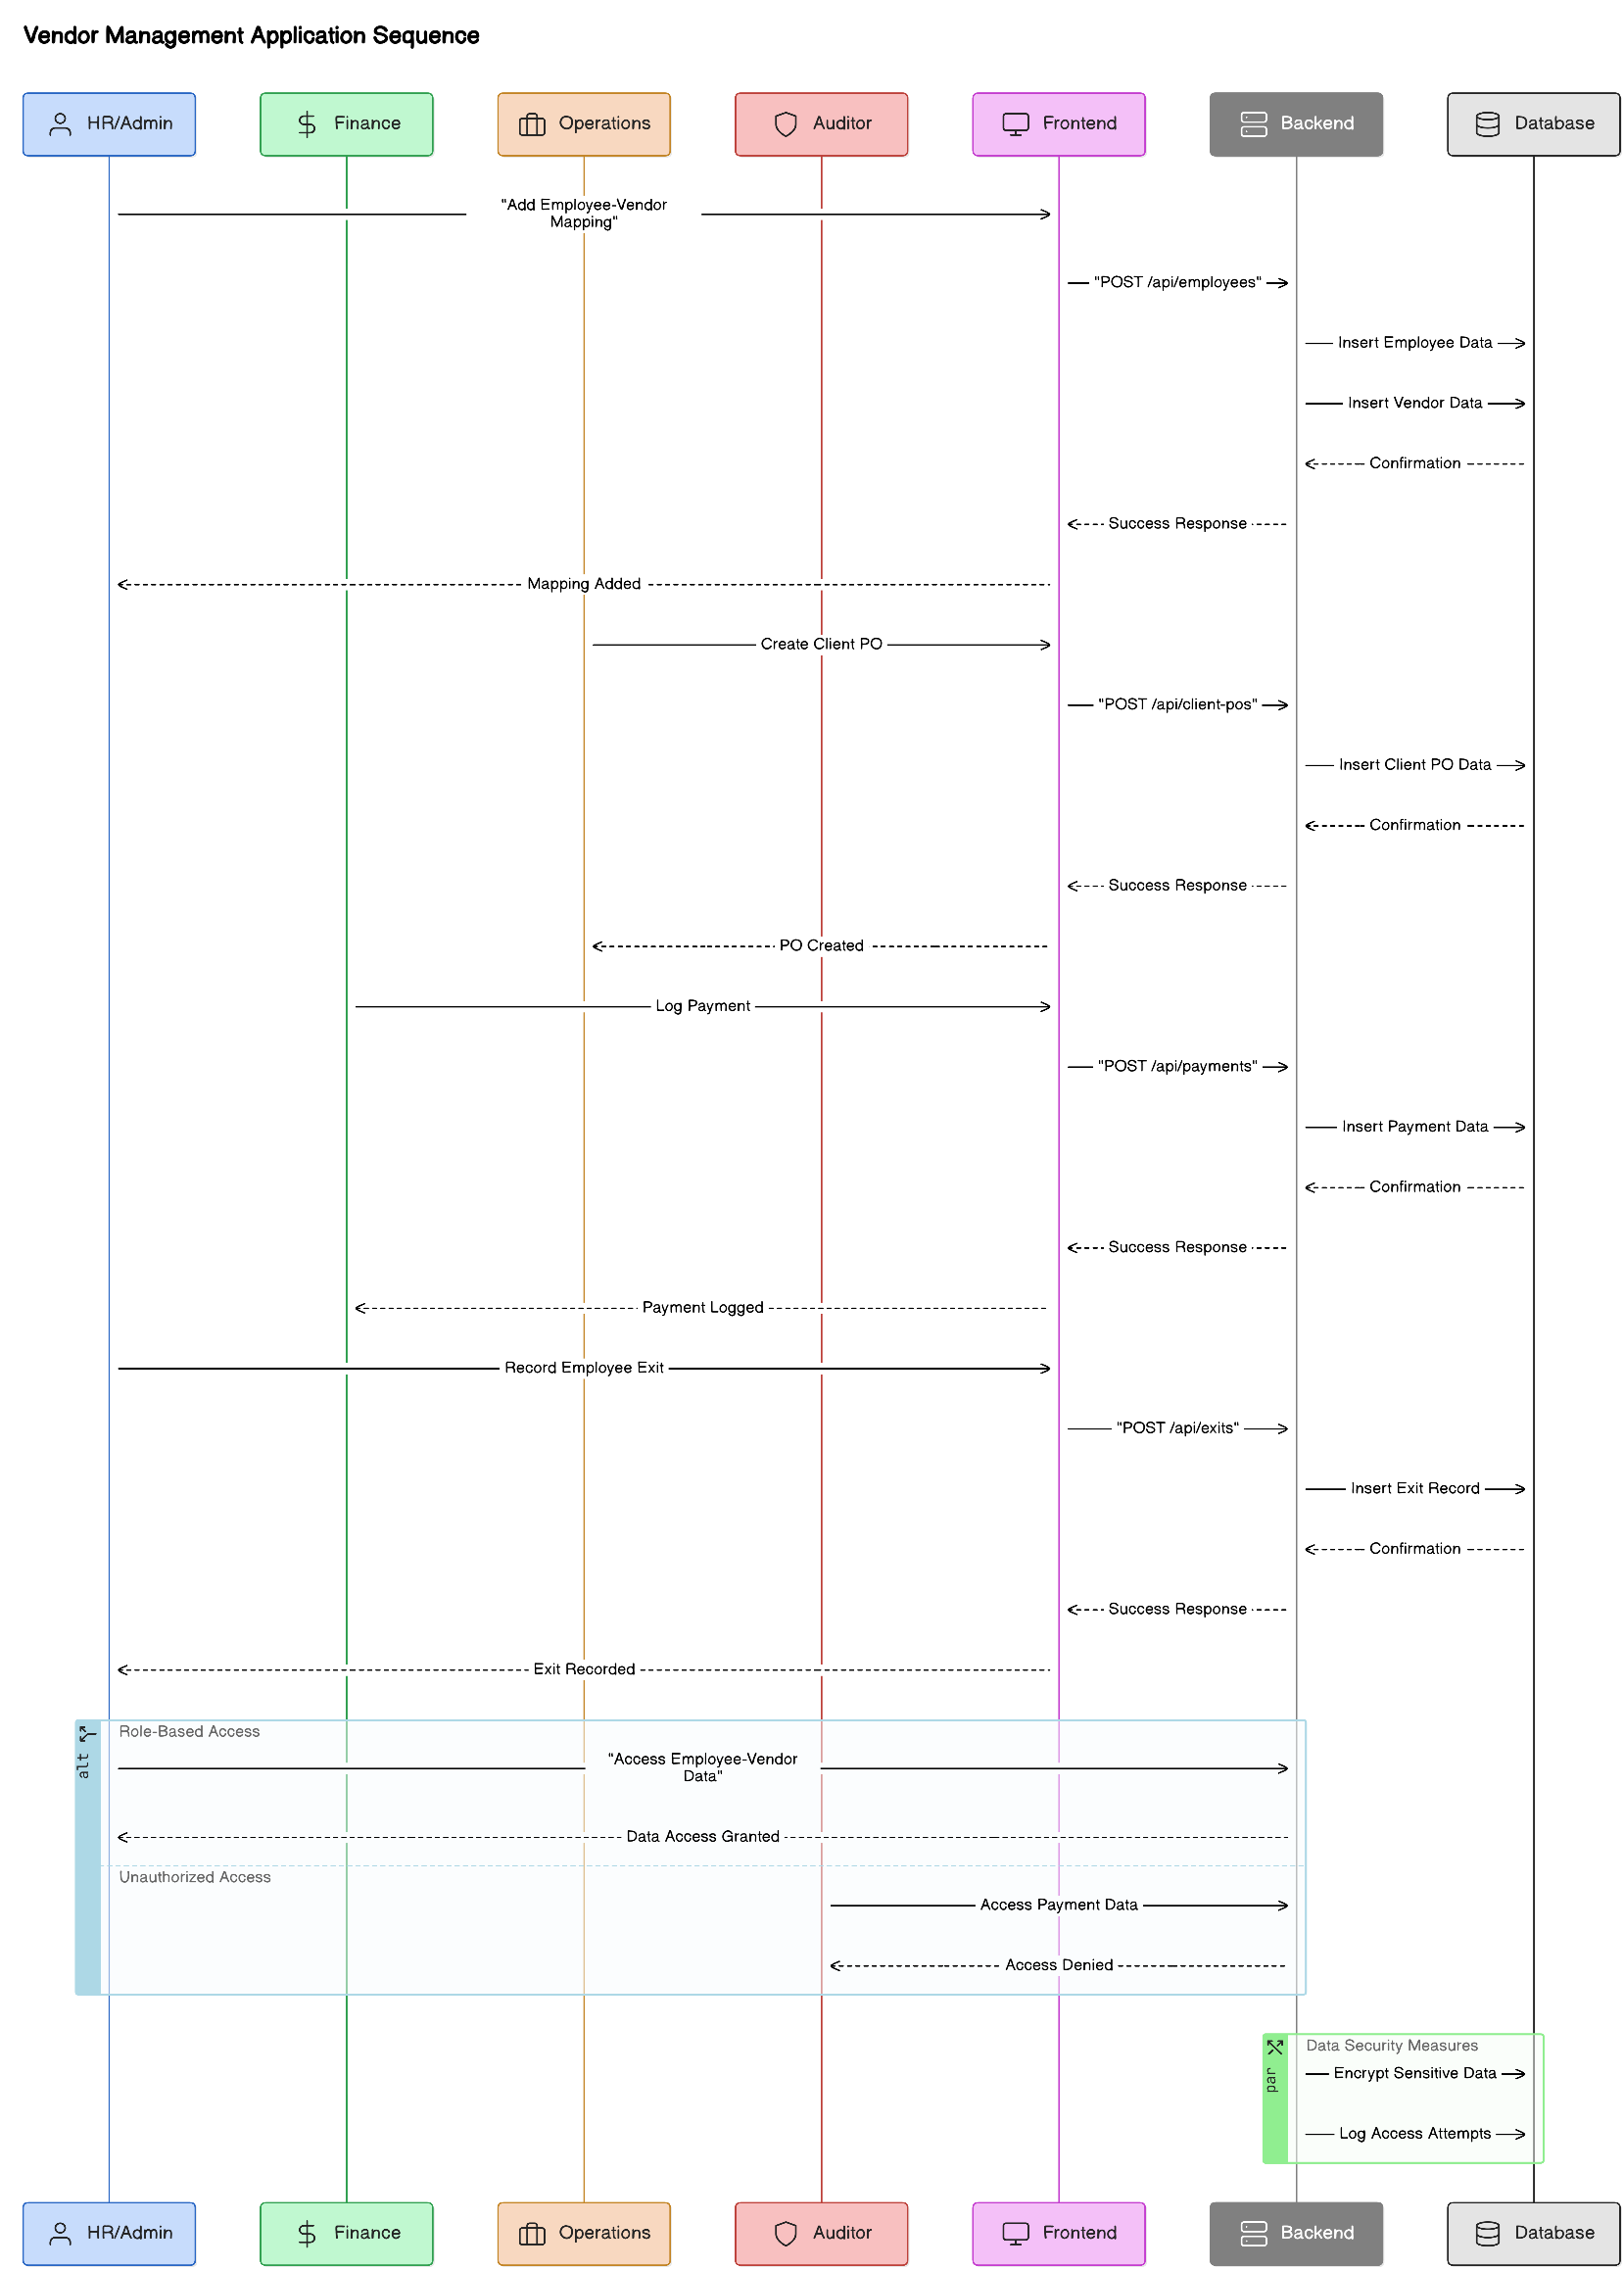 Vendor Management Application Sequence
HR/Admin
Finance
Operations
Auditor
Frontend
Backend
Database
"Add Employee-Vendor
Mapping"
"POST /api/employees"
Insert Employee Data
Insert Vendor Data
Confirmation
Success Response
Mapping Added
Create Client PO
"POST /api/client-pos"
Insert Client PO Data
Confirmation
Success Response
PO Created
Log Payment
"POST /api/payments"
Insert Payment Data
Confirmation
Success Response
Payment Logged
Record Employee Exit
"POST /api/exits"
Insert Exit Record
Confirmation
Success Response
Exit Recorded
alt
Role-Based Access
"Access Employee-Vendor
Data"
Data Access Granted
Unauthorized Access
Access Payment Data
Access Denied
par
Data Security Measures
Encrypt Sensitive Data
Log Access Attempts
HR/Admin
Finance
Operations
Auditor
Frontend
Backend
Database